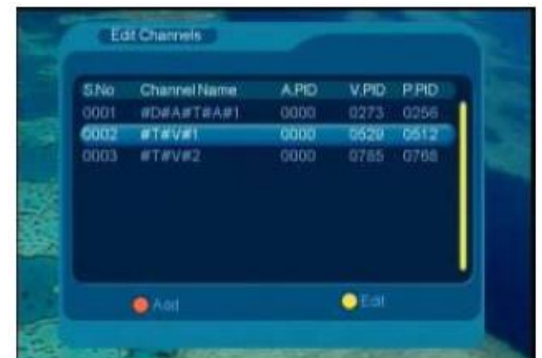 Edit Channels
S.No Channel Name A.PID V.PID P.PID
0001 #D#A#T#A#1 0000 0273 0256
0002 #T#V#1 0000 0529 0512
0003 #T#V#2 0000 0785 0768
Add Edit